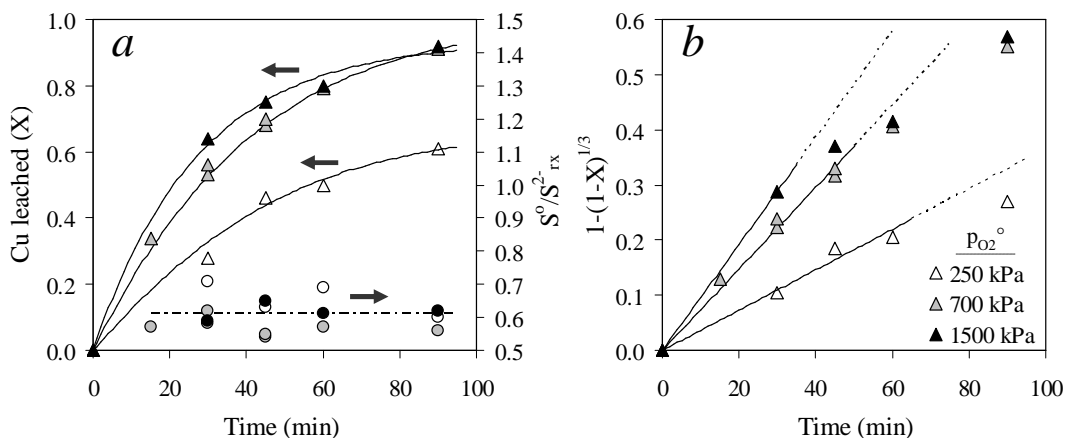 a
b
Cu leached (X)
1.0
0.8
0.6
0.4
0.2
0.0
1.5
1.4
1.3
1.2
1.1
1.0
0.9
0.8
0.7
0.6
0.5
S°/S²⁻rx
0 20 40 60 80 100
Time (min)
1-(1-X)^1/3
0.6
0.5
0.4
0.3
0.2
0.1
0.0
pO2°
250 kPa
700 kPa
1500 kPa
0 20 40 60 80 100
Time (min)